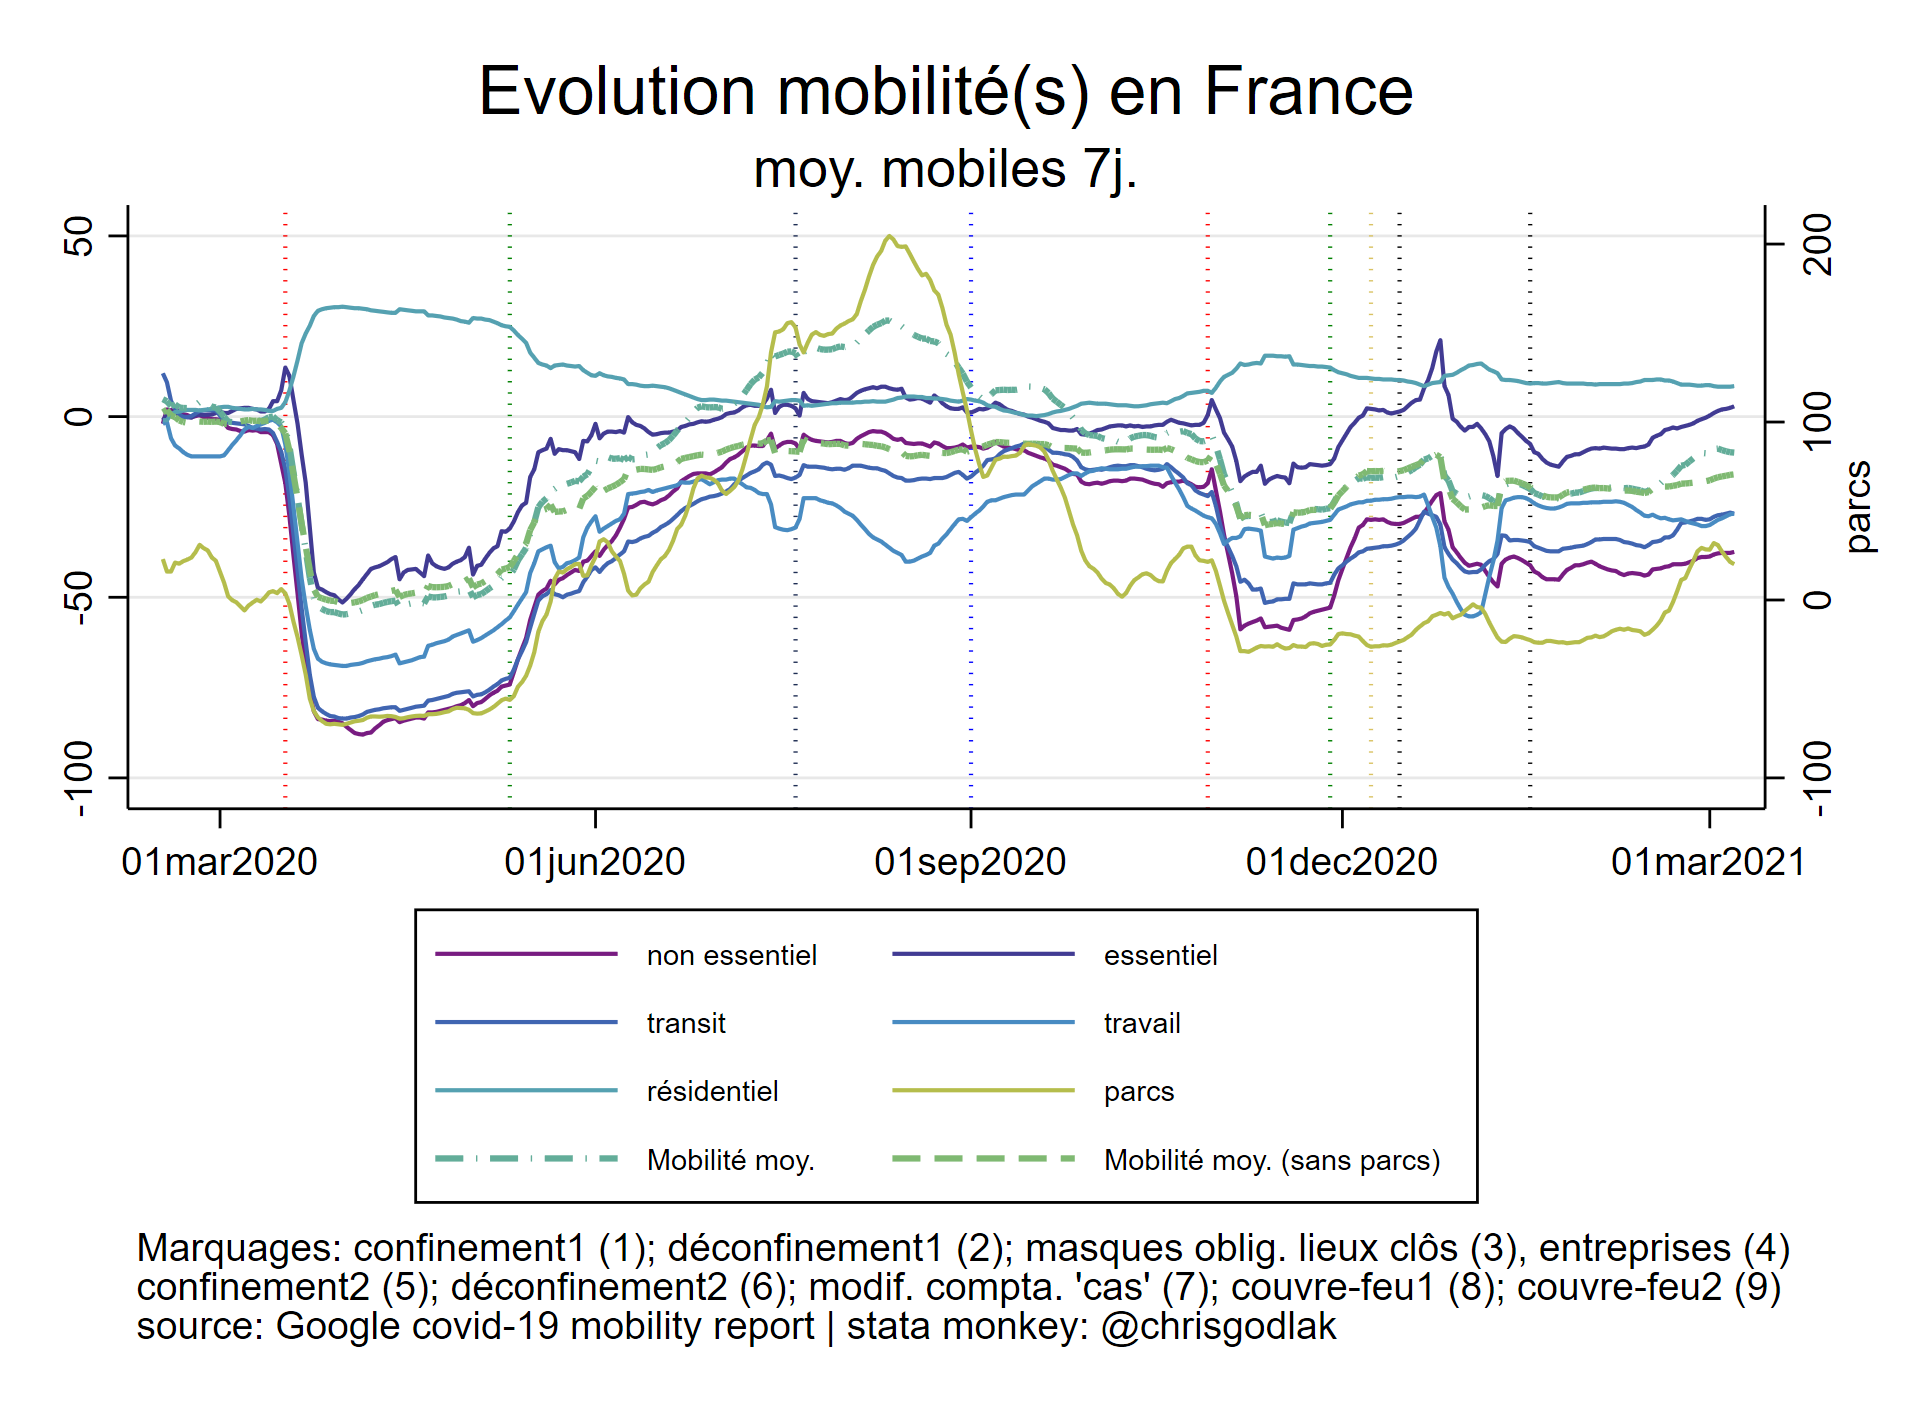 Evolution mobilité(s) en France
moy. mobiles 7j.
50
0
-50
-100
200
100
0
-100
parcs
01mar2020
01jun2020
01sep2020
01dec2020
01mar2021
non essentiel
essentiel
transit
travail
résidentiel
parcs
Mobilité moy.
Mobilité moy. (sans parcs)
Marquages: confinement1 (1); déconfinement1 (2); masques oblig. lieux clôs (3), entreprises (4)
confinement2 (5); déconfinement2 (6); modif. compta. 'cas' (7); couvre-feu1 (8); couvre-feu2 (9)
source: Google covid-19 mobility report | stata monkey: @chrisgodlak